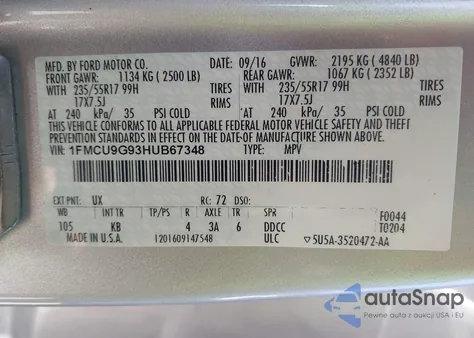 MFD. BY FORD MOTOR CO. 09/16 GVWR: 2195 KG ( 4840 LB)
FRONT GAWR: 1134 KG ( 2500 LB) REAR GAWR: 1067 KG ( 2352 LB)
WITH 235/55R17 99H TIRES WITH 235/55R17 99H TIRES
17X7.5J RIMS 17X7.5J RIMS
AT 240 kPa/ 35 PSI COLD AT 240 kPa/ 35 PSI COLD
THIS VEHICLE CONFORMS TO ALL APPLICABLE FEDERAL MOTOR VEHICLE SAFETY AND THEFT
PREVENTION STANDARDS IN EFFECT ON THE DATE OF MANUFACTURE SHOWN ABOVE.
VIN: 1FMCU9G93HUB67348 TYPE: MPV
EXT PNT: UX RC: 72 DSO:
WB INT TR TP/PS R AXLE TR SPR F0044
105 KB 4 3A 6 DDCC T0204
MADE IN U.S.A. 1201609147548 ULC ▽5U5A-3520472-AA
autoSnap
Pewne auta z USA i EU